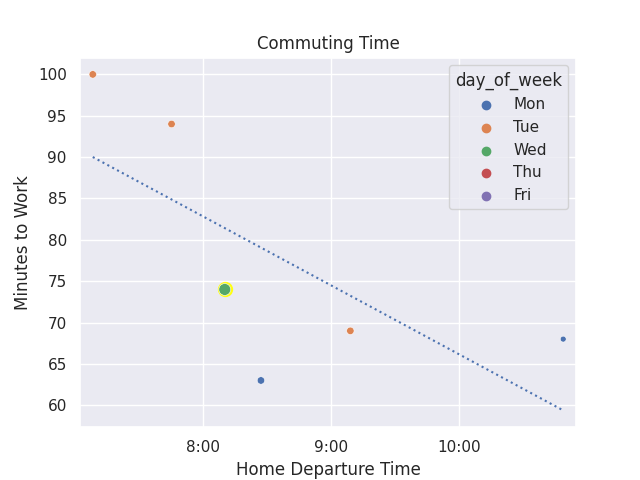 Commuting Time
day_of_week
Mon
Tue
Wed
Thu
Fri
100
95
90
85
80
75
70
65
60
Minutes to Work
8:00 9:00 10:00
Home Departure Time